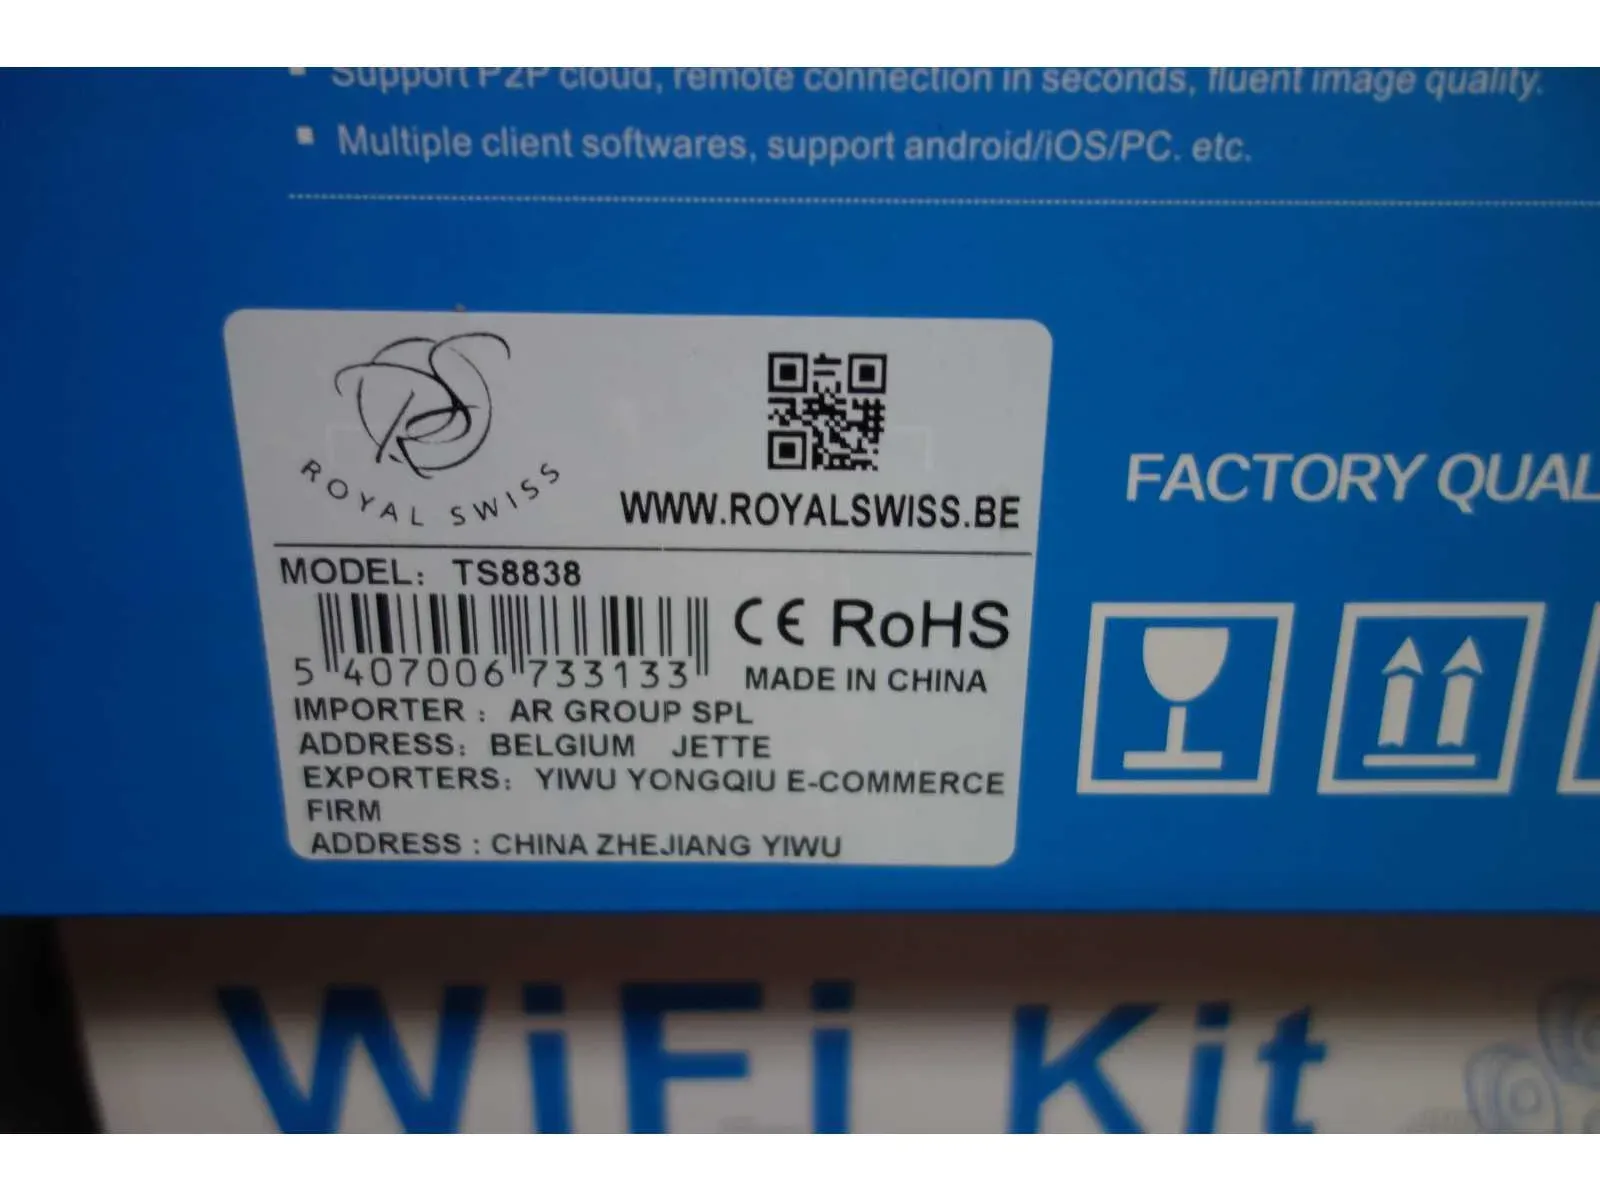 Support P2P cloud, remote connection in seconds, fluent image quality.
Multiple client softwares, support android/iOS/PC. etc.
ROYAL SWISS
WWW.ROYALSWISS.BE
MODEL: TS8838
5 407006 733133
CE RoHS
MADE IN CHINA
IMPORTER : AR GROUP SPL
ADDRESS: BELGIUM JETTE
EXPORTERS: YIWU YONGQIU E-COMMERCE
FIRM
ADDRESS : CHINA ZHEJIANG YIWU
FACTORY QUAL
WiFi Kit